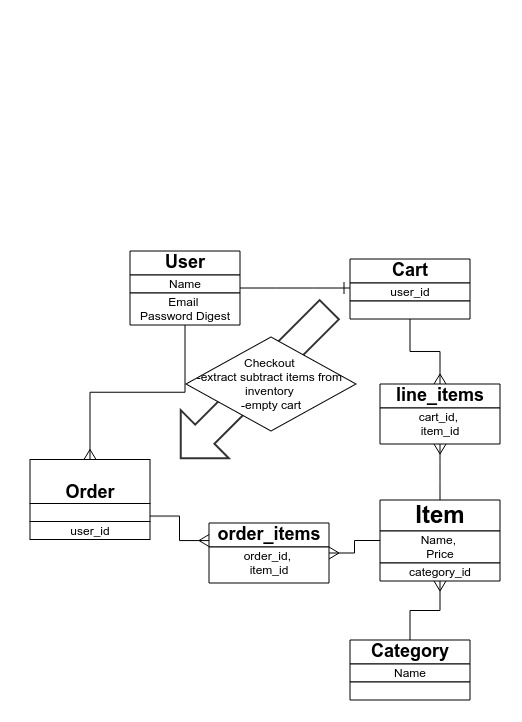 User
Name
Email
Password Digest
Cart
user_id
Checkout
-extract subtract items from
inventory
-empty cart
line_items
cart_id,
item_id
Order
user_id
order_items
order_id,
item_id
Item
Name,
Price
category_id
Category
Name